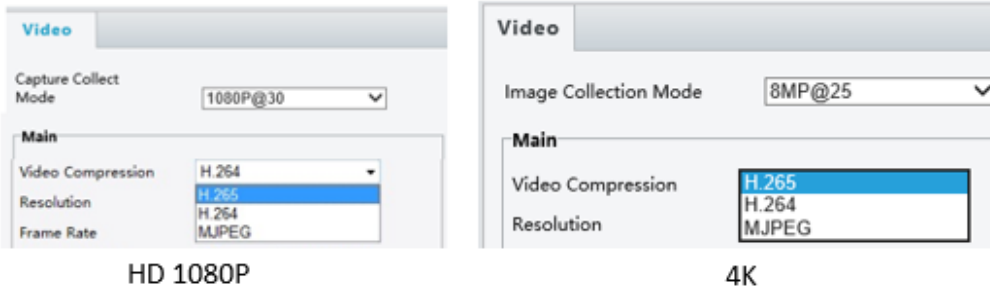 Video
Capture Collect
Mode
1080P@30
Main
Video Compression
H.264
H.265
H.264
MJPEG
Resolution
Frame Rate
HD 1080P
Video
Image Collection Mode
8MP@25
Main
Video Compression
H.265
H.264
MJPEG
Resolution
4K